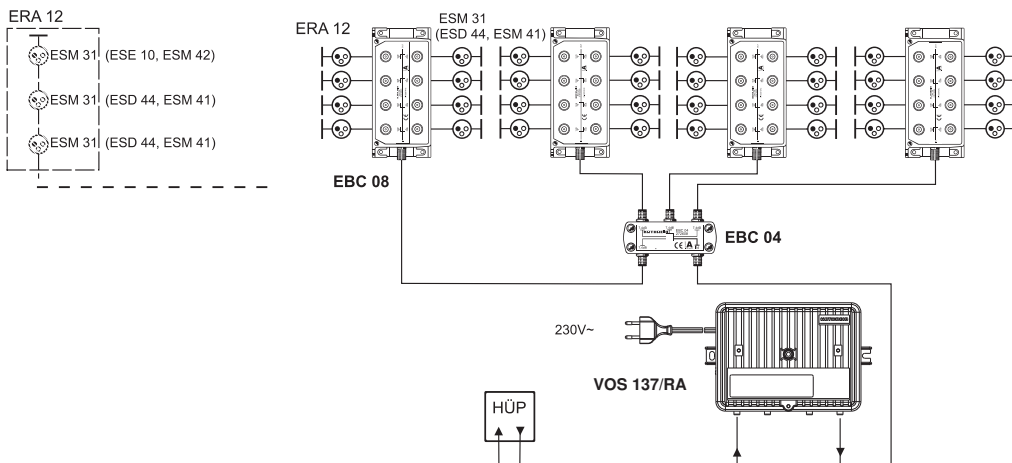 ERA 12
ESM 31 (ESE 10, ESM 42)
ESM 31 (ESD 44, ESM 41)
ESM 31 (ESD 44, ESM 41)
ERA 12
ESM 31
(ESD 44, ESM 41)
EBC 08
EBC 04
230V~
VOS 137/RA
HÜP